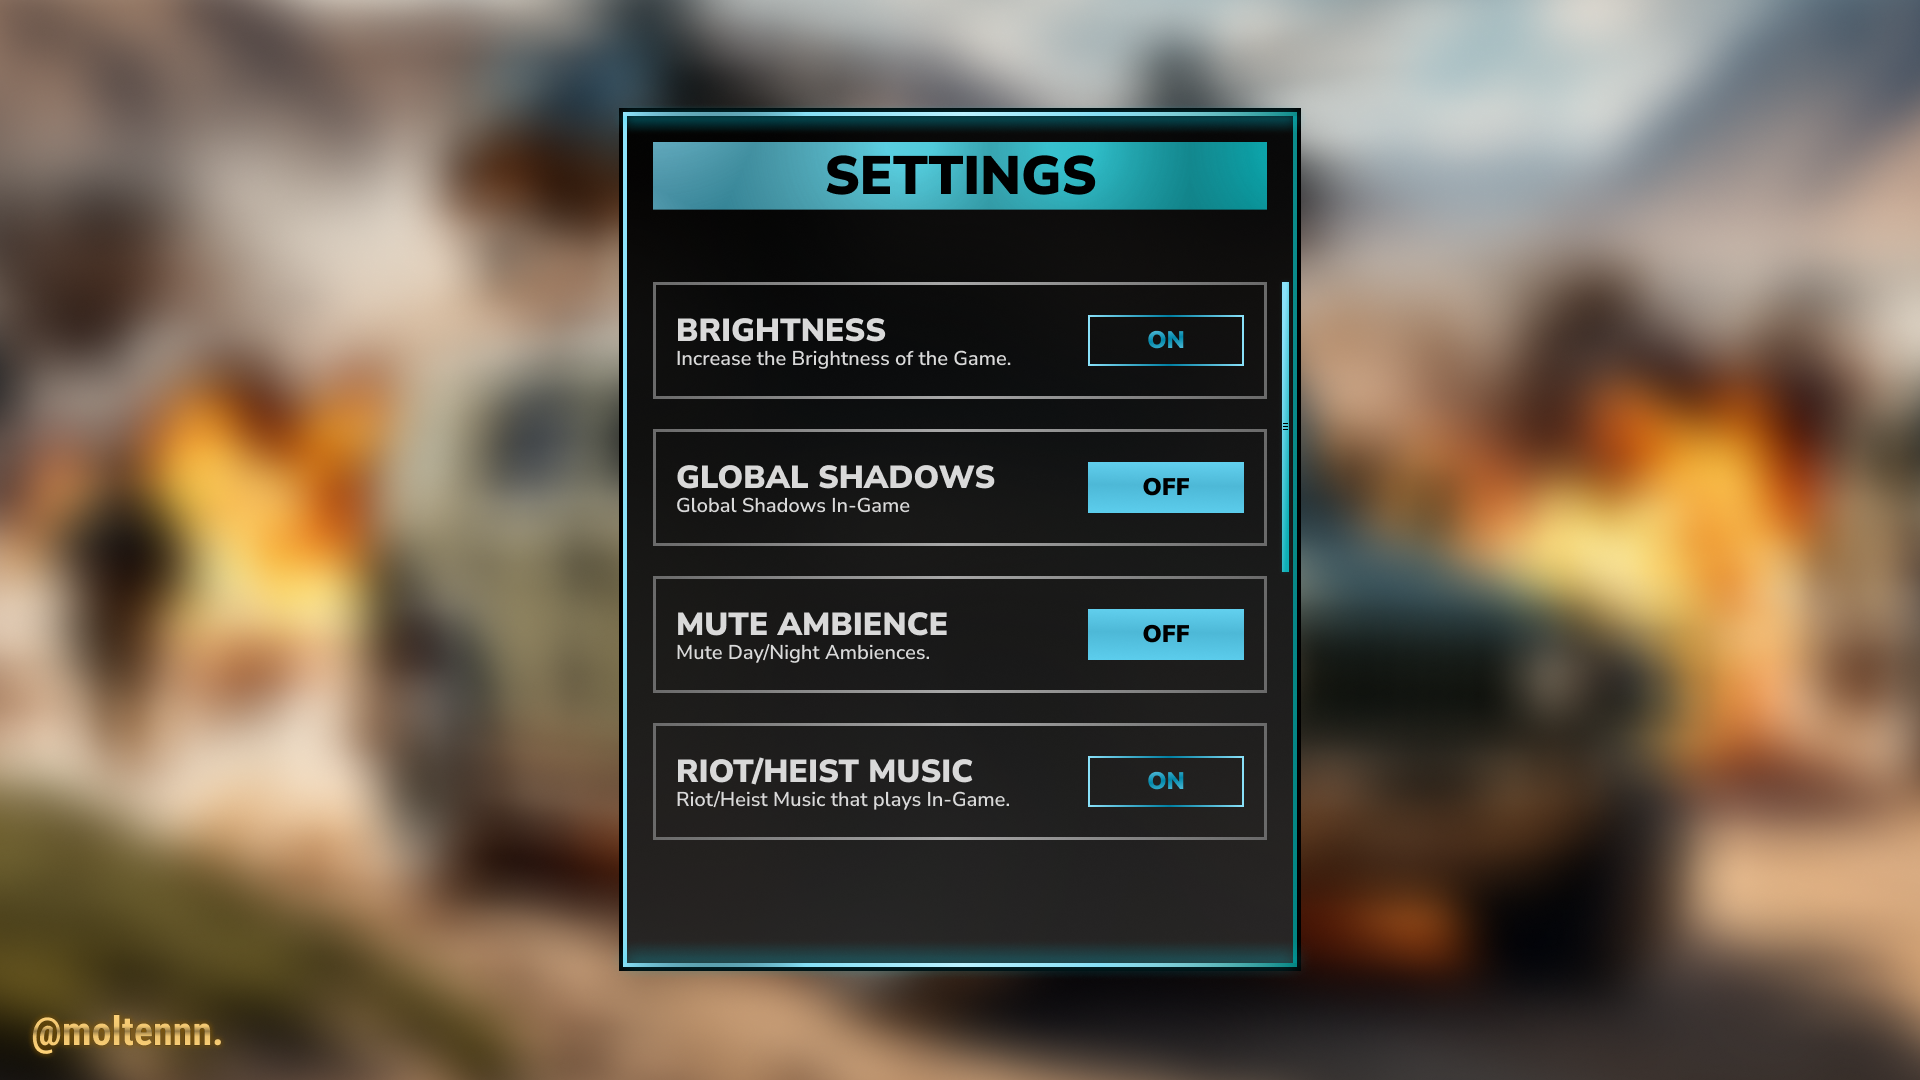 SETTINGS
BRIGHTNESS
Increase the Brightness of the Game.
ON
GLOBAL SHADOWS
Global Shadows In-Game
OFF
MUTE AMBIENCE
Mute Day/Night Ambiences.
OFF
RIOT/HEIST MUSIC
Riot/Heist Music that plays In-Game.
ON
@moltennn.